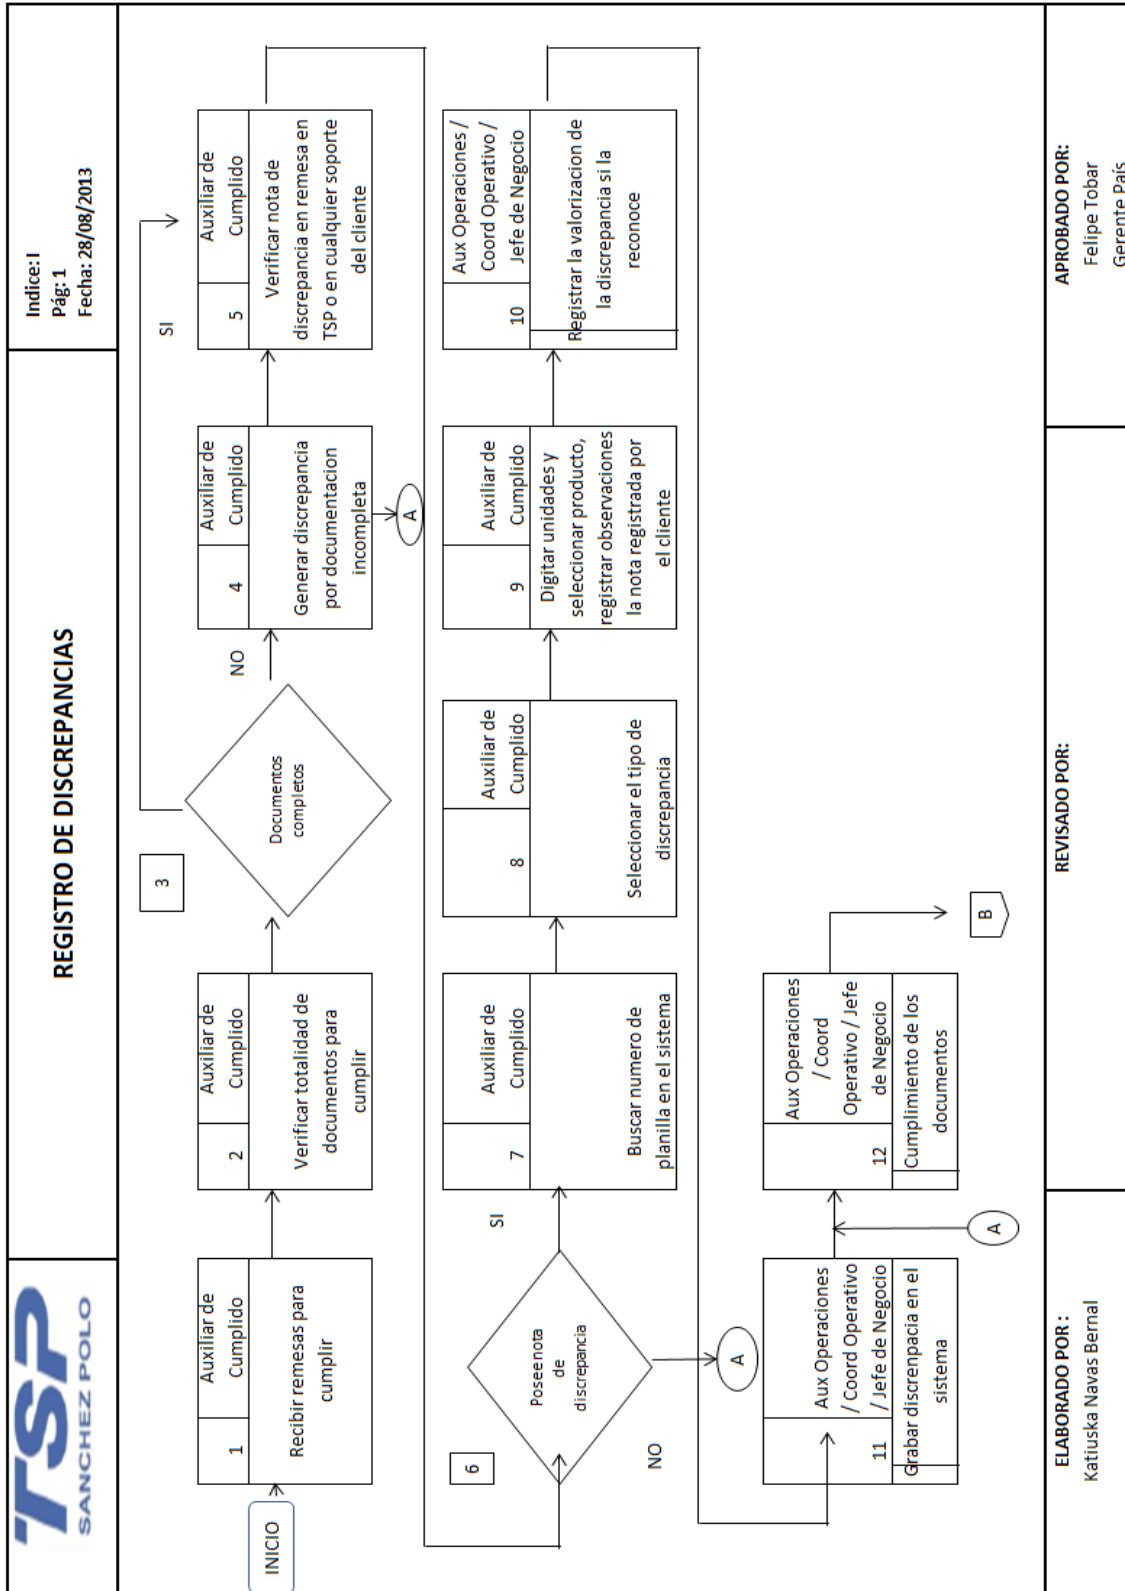 TSP
SANCHEZ POLO
REGISTRO DE DISCREPANCIAS
Indice: I
Pág: 1
Fecha: 28/08/2013
INICIO
1
Auxiliar de
Cumplido
Recibir remesas para
cumplir
2
Auxiliar de
Cumplido
Verificar totalidad de
documentos para
cumplir
3
Documentos
completos
SI
NO
4
Auxiliar de
Cumplido
Generar discrepancia
por documentacion
incompleta
A
5
Auxiliar de
Cumplido
Verificar nota de
discrepancia en remesa en
TSP o en cualquier soporte
del cliente
6
Posee nota
de
discrepancia
SI
NO
A
7
Auxiliar de
Cumplido
Buscar numero de
planilla en el sistema
8
Auxiliar de
Cumplido
Seleccionar el tipo de
discrepancia
9
Auxiliar de
Cumplido
Digitar unidades y
seleccionar producto,
registrar observaciones
la nota registrada por
el cliente
10
Aux Operaciones /
Coord Operativo /
Jefe de Negocio
Registrar la valorizacion de
la discrepancia si la
reconoce
11
Aux Operaciones
/ Coord Operativo
/ Jefe de Negocio
Grabar discrenpacia en el
sistema
A
12
Aux Operaciones
/ Coord
Operativo / Jefe
de Negocio
Cumplimiento de los
documentos
B
ELABORADO POR :
Katiuska Navas Bernal
REVISADO POR:
APROBADO POR:
Felipe Tobar
Gerente País